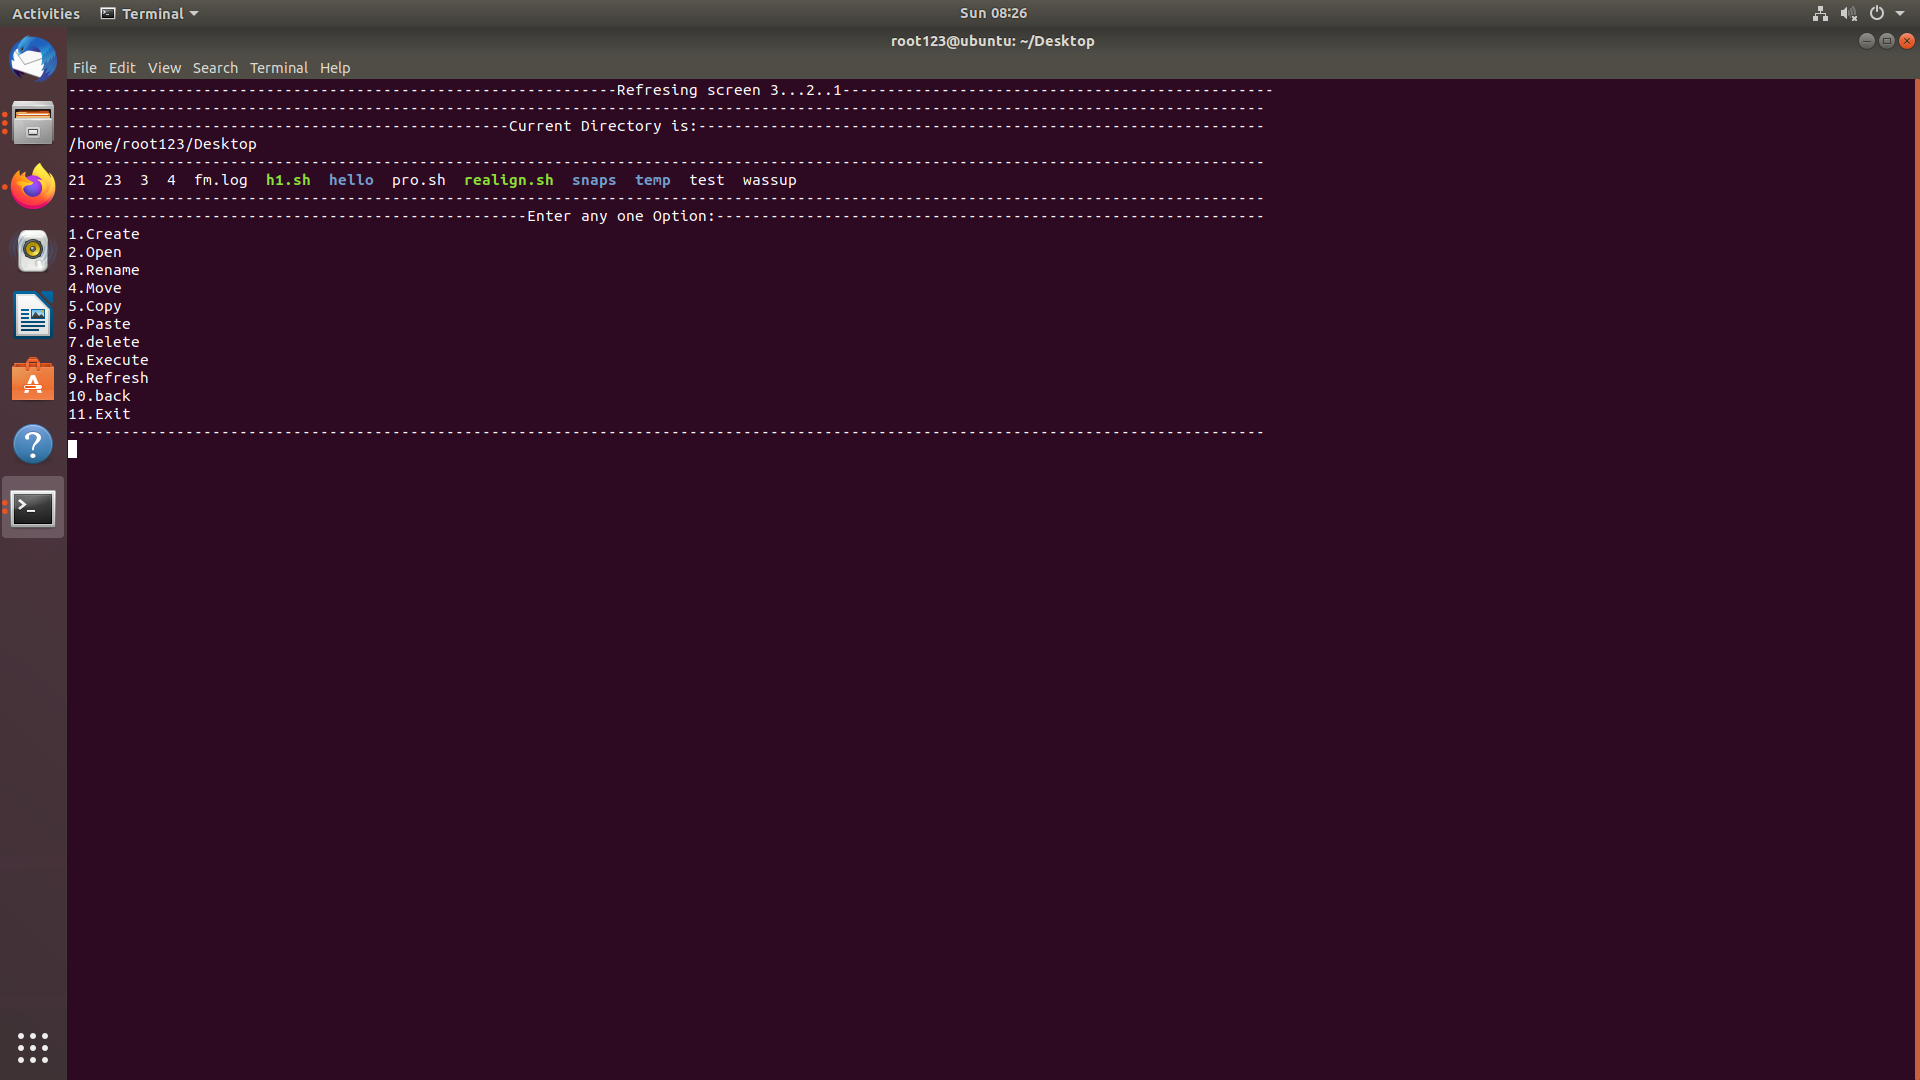 Activities Terminal Sun 08:26
root123@ubuntu: ~/Desktop
File Edit View Search Terminal Help
-------------------------------------------------------------Refresing screen 3...2..1------------------------------------------------
-------------------------------------------------------------------------------------------------------------------------------------
-------------------------------------------------Current Directory is:---------------------------------------------------------------
/home/root123/Desktop
-------------------------------------------------------------------------------------------------------------------------------------
21 23 3 4 fm.log h1.sh hello pro.sh realign.sh snaps temp test wassup
-------------------------------------------------------------------------------------------------------------------------------------
---------------------------------------------------Enter any one Option:-------------------------------------------------------------
1.Create
2.Open
3.Rename
4.Move
5.Copy
6.Paste
7.delete
8.Execute
9.Refresh
10.back
11.Exit
-------------------------------------------------------------------------------------------------------------------------------------